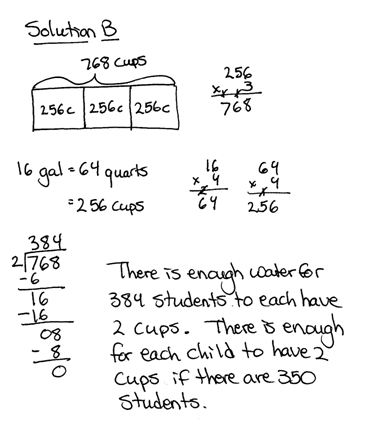 Solution B
768 cups
256c 256c 256c
256
× 3
768
16 gal = 64 quarts
= 256 cups
16
× 4
64
64
× 4
256
384
2)768
-6
16
-16
08
- 8
0
There is enough water for
384 students to each have
2 cups. There is enough
for each child to have 2
cups if there are 350
students.